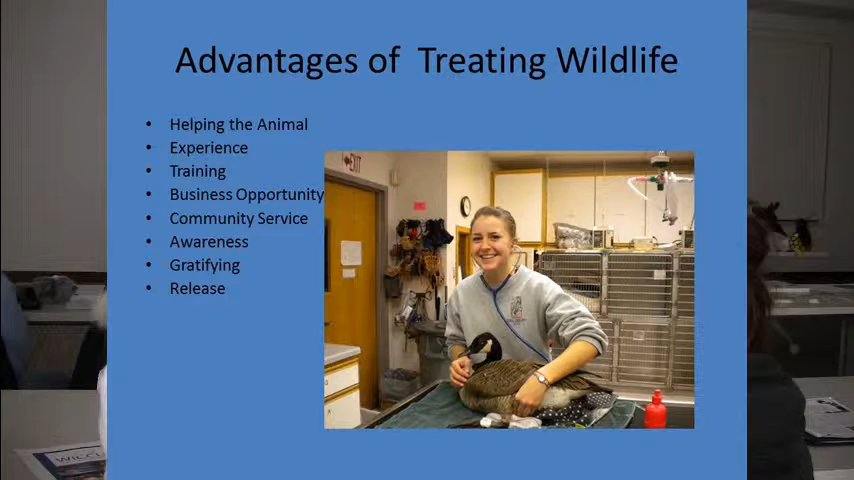 Advantages of Treating Wildlife
• Helping the Animal
• Experience
• Training
• Business Opportunity
• Community Service
• Awareness
• Gratifying
• Release
EXIT